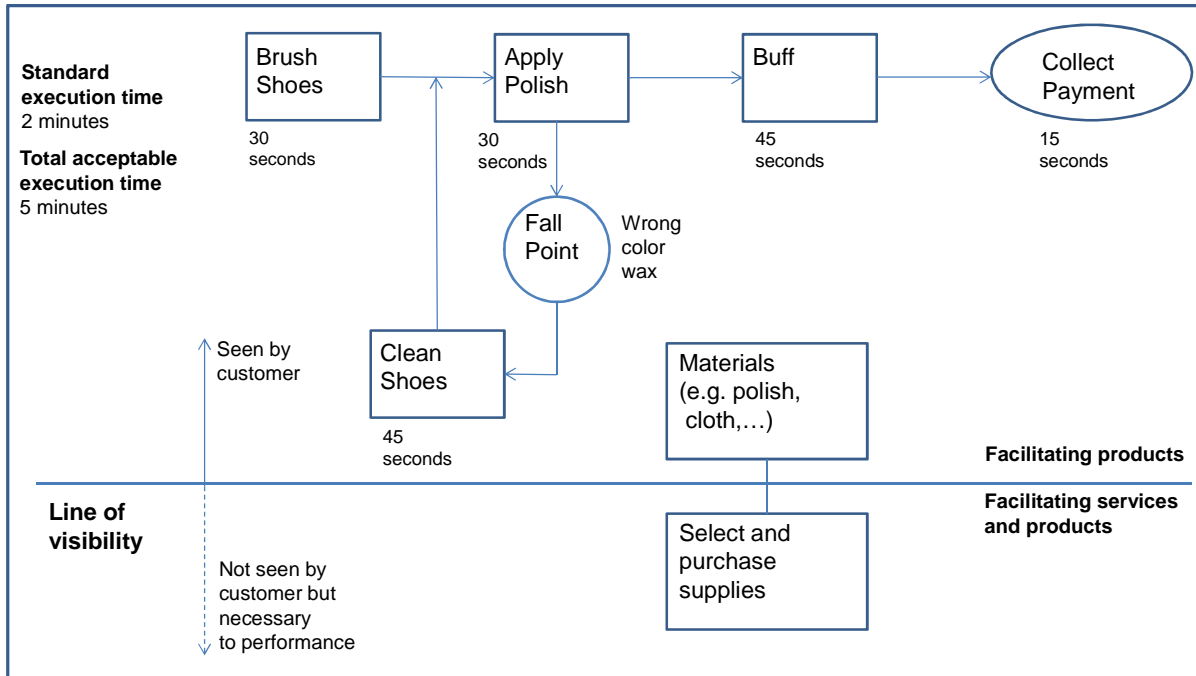 Standard
execution time
2 minutes
Total acceptable
execution time
5 minutes
Brush
Shoes
30
seconds
Apply
Polish
30
seconds
Buff
45
seconds
Collect
Payment
15
seconds
Fall
Point
Wrong
color
wax
Clean
Shoes
45
seconds
Seen by
customer
Materials
(e.g. polish,
cloth,…)
Facilitating products
Line of
visibility
Facilitating services
and products
Select and
purchase
supplies
Not seen by
customer but
necessary
to performance